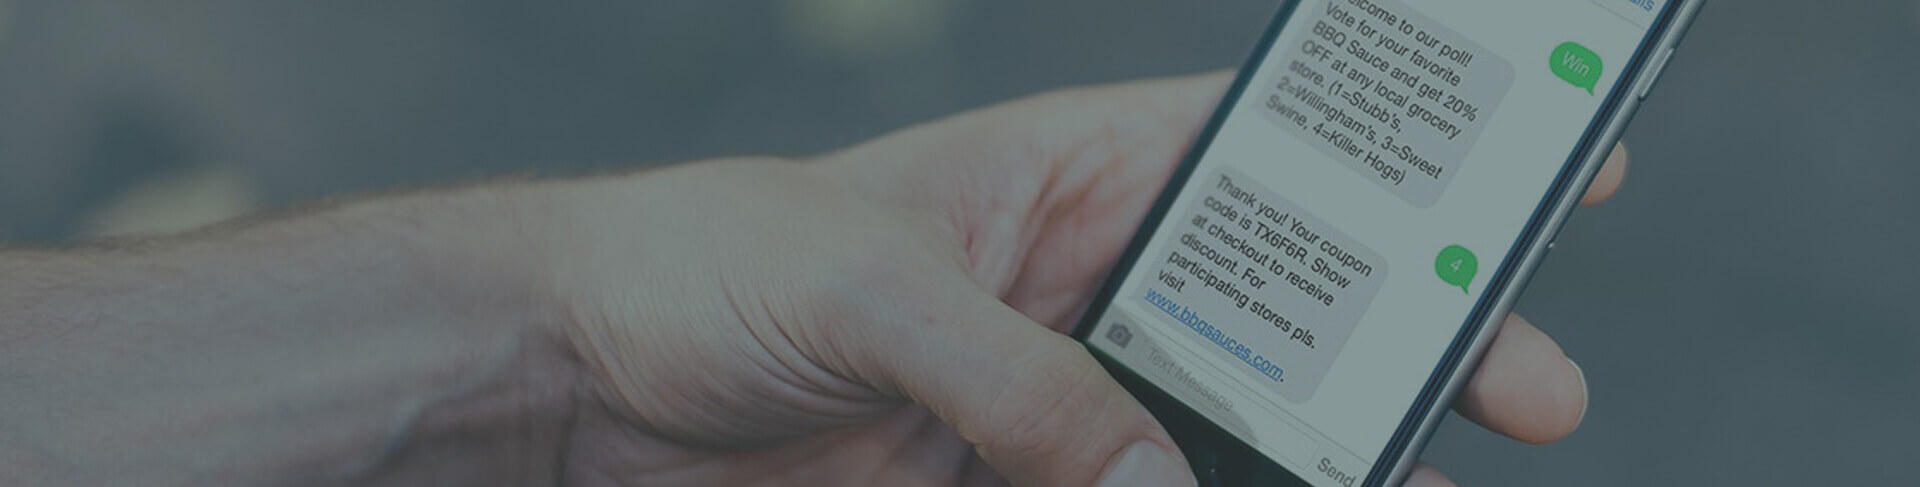 Win
elcome to our poll!
Vote for your favorite
BBQ Sauce and get 20%
OFF at any local grocery
store. (1=Stubb's,
2=Willingham's, 3=Sweet
Swine, 4=Killer Hogs)
4
Thank you! Your coupon
code is TX6F6R. Show
at checkout to receive
discount. For
participating stores pls.
visit
www.bbqsauces.com.
Text Message
Send